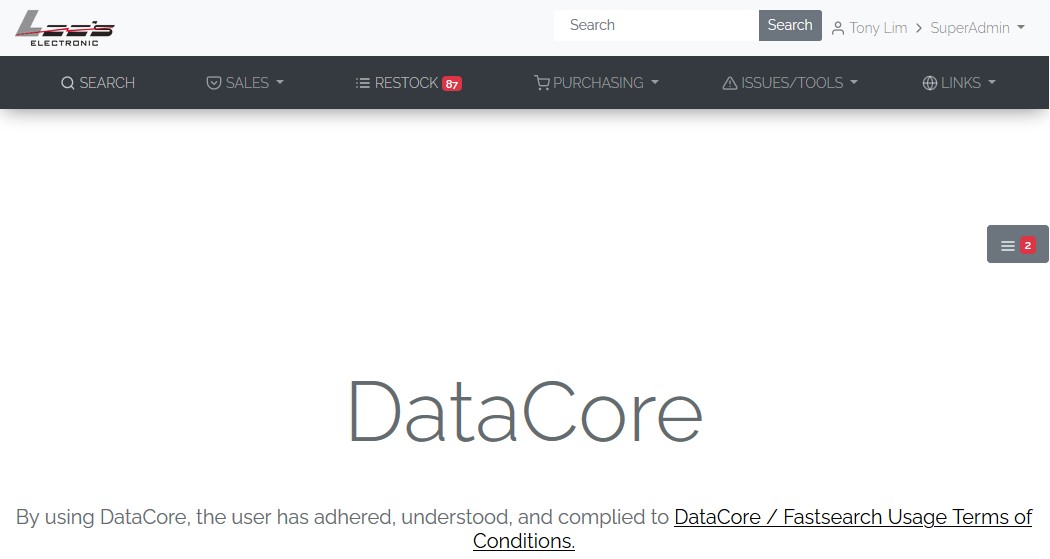 Lee's
ELECTRONIC
Search Search Tony Lim SuperAdmin
SEARCH SALES RESTOCK 87 PURCHASING ISSUES/TOOLS LINKS
2
DataCore
By using DataCore, the user has adhered, understood, and complied to DataCore / Fastsearch Usage Terms of
Conditions.